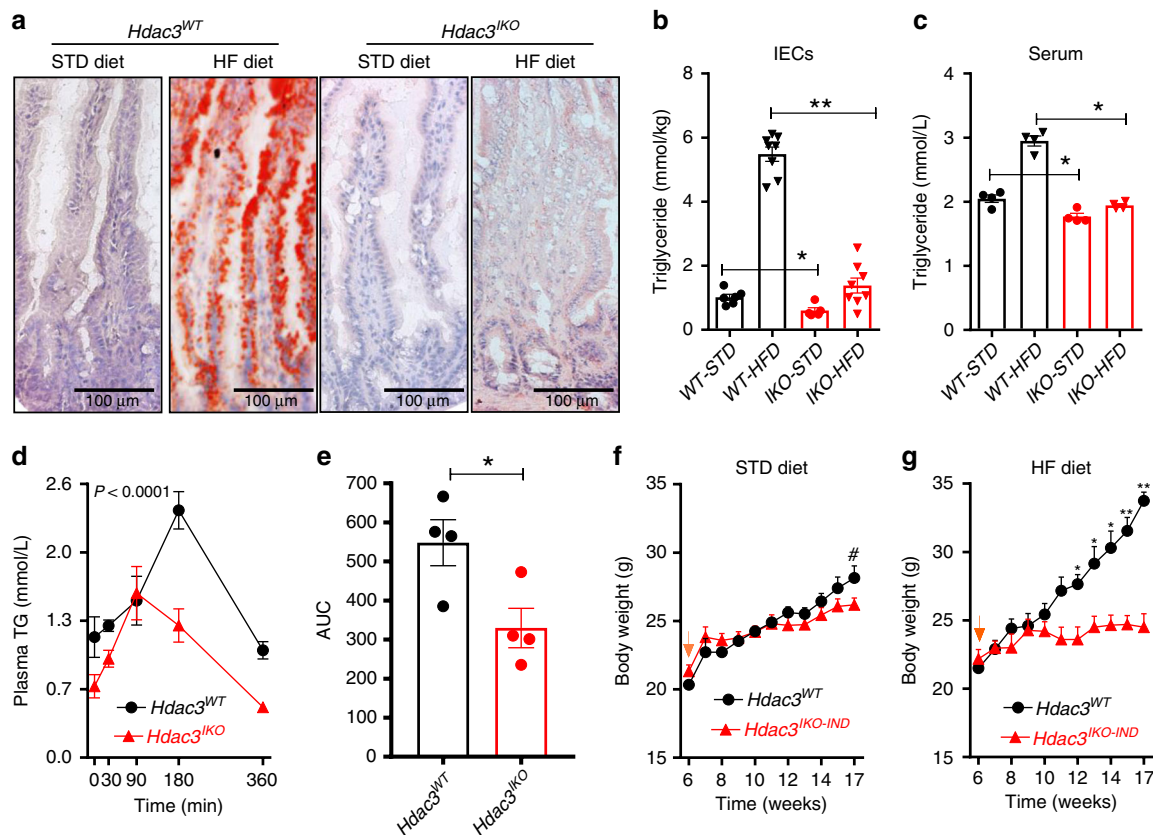 a
Hdac3WT
Hdac3IKO
STD diet
HF diet
STD diet
HF diet
100 μm
100 μm
100 μm
100 μm
b
IECs
Triglyceride (mmol/kg)
8
6
4
2
0
**
*
WT-STD
WT-HFD
IKO-STD
IKO-HFD
c
Serum
Triglyceride (mmol/L)
4
3
2
1
0
*
*
WT-STD
WT-HFD
IKO-STD
IKO-HFD
d
Plasma TG (mmol/L)
2.6
2.0
1.3
0.7
0.0
P < 0.0001
Hdac3WT
Hdac3IKO
0 30 90 180 360
Time (min)
e
AUC
700
600
500
400
300
200
100
0
*
Hdac3WT
Hdac3IKO
f
STD diet
Body weight (g)
35
30
25
20
15
#
Hdac3WT
Hdac3IKO-IND
6 8 10 12 14 17
Time (weeks)
g
HF diet
Body weight (g)
35
30
25
20
15
* * * ** **
Hdac3WT
Hdac3IKO-IND
6 8 10 12 14 17
Time (weeks)